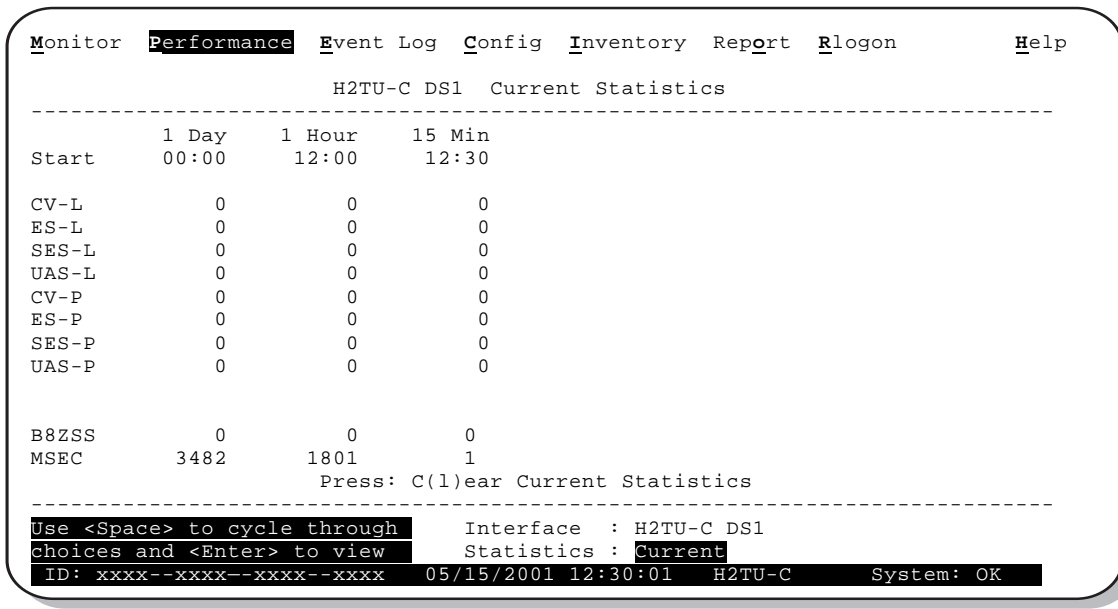 Monitor  Performance  Event Log  Config  Inventory  Report  Rlogon  Help
H2TU-C DS1  Current Statistics
--------------------------------------------------------------------------------
1 Day  1 Hour  15 Min
Start  00:00  12:00  12:30
CV-L  0  0  0
ES-L  0  0  0
SES-L  0  0  0
UAS-L  0  0  0
CV-P  0  0  0
ES-P  0  0  0
SES-P  0  0  0
UAS-P  0  0  0
B8ZSS  0  0  0
MSEC  3482  1801  1
Press: C(l)ear Current Statistics
--------------------------------------------------------------------------------
Use <Space> to cycle through  Interface  : H2TU-C DS1
choices and <Enter> to view  Statistics : Current
ID: xxxx--xxxx--xxxx--xxxx  05/15/2001 12:30:01  H2TU-C  System: OK